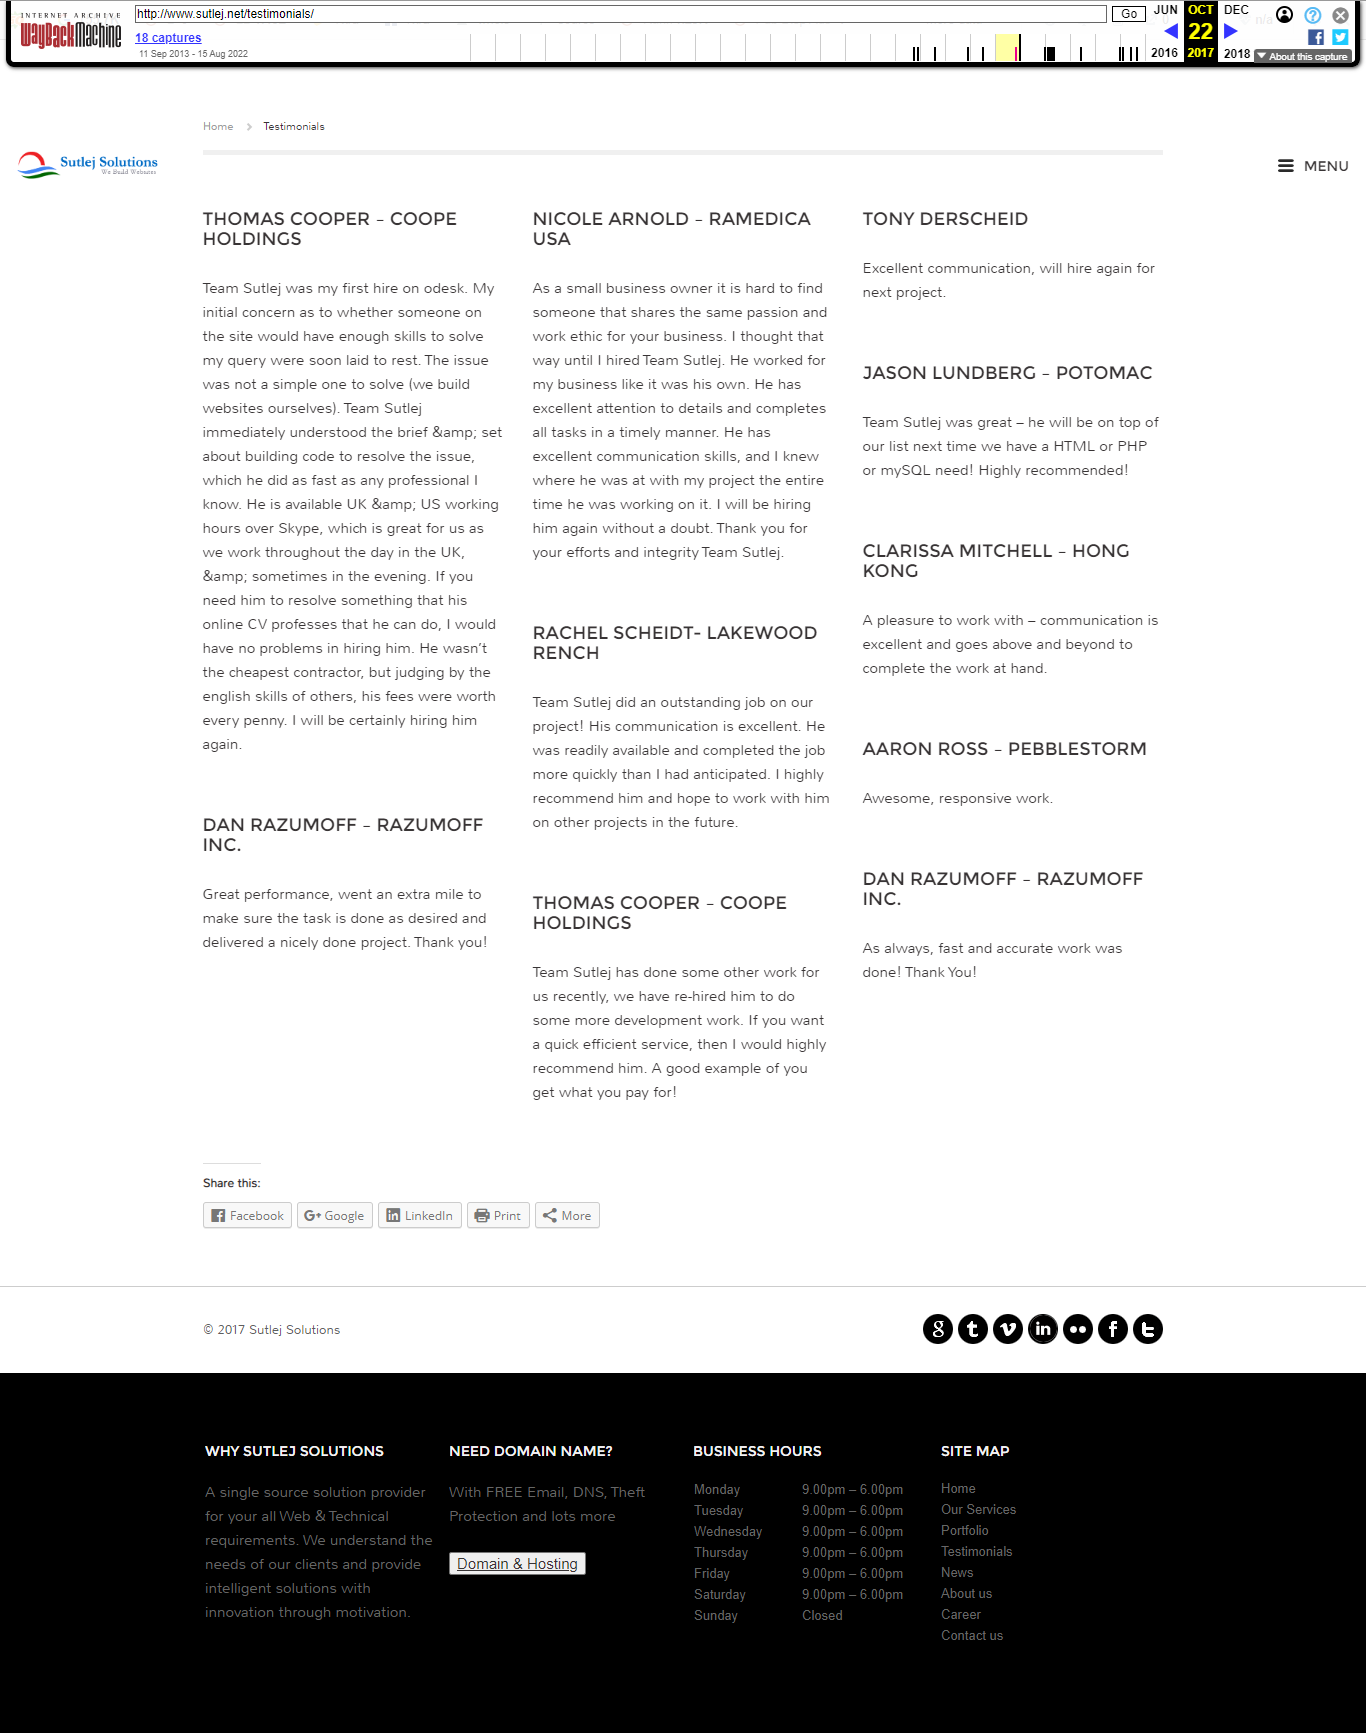 INTERNET ARCHIVE
WayBackMachine
http://www.sutlej.net/testimonials/
Go
18 captures
11 Sep 2013 - 15 Aug 2022
JUN OCT DEC
22
2016 2017 2018
n/a
About this capture
Home > Testimonials
Sutlej Solutions
We Build Websites
MENU
THOMAS COOPER – COOPE
HOLDINGS
Team Sutlej was my first hire on odesk. My
initial concern as to whether someone on
the site would have enough skills to solve
my query were soon laid to rest. The issue
was not a simple one to solve (we build
websites ourselves). Team Sutlej
immediately understood the brief &amp; set
about building code to resolve the issue,
which he did as fast as any professional I
know. He is available UK &amp; US working
hours over Skype, which is great for us as
we work throughout the day in the UK,
&amp; sometimes in the evening. If you
need him to resolve something that his
online CV professes that he can do, I would
have no problems in hiring him. He wasn’t
the cheapest contractor, but judging by the
english skills of others, his fees were worth
every penny. I will be certainly hiring him
again.
DAN RAZUMOFF – RAZUMOFF
INC.
Great performance, went an extra mile to
make sure the task is done as desired and
delivered a nicely done project. Thank you!
NICOLE ARNOLD – RAMEDICA
USA
As a small business owner it is hard to find
someone that shares the same passion and
work ethic for your business. I thought that
way until I hired Team Sutlej. He worked for
my business like it was his own. He has
excellent attention to details and completes
all tasks in a timely manner. He has
excellent communication skills, and I knew
where he was at with my project the entire
time he was working on it. I will be hiring
him again without a doubt. Thank you for
your efforts and integrity Team Sutlej.
RACHEL SCHEIDT- LAKEWOOD
RENCH
Team Sutlej did an outstanding job on our
project! His communication is excellent. He
was readily available and completed the job
more quickly than I had anticipated. I highly
recommend him and hope to work with him
on other projects in the future.
THOMAS COOPER – COOPE
HOLDINGS
Team Sutlej has done some other work for
us recently, we have re-hired him to do
some more development work. If you want
a quick efficient service, then I would highly
recommend him. A good example of you
get what you pay for!
TONY DERSCHEID
Excellent communication, will hire again for
next project.
JASON LUNDBERG – POTOMAC
Team Sutlej was great – he will be on top of
our list next time we have a HTML or PHP
or mySQL need! Highly recommended!
CLARISSA MITCHELL – HONG
KONG
A pleasure to work with – communication is
excellent and goes above and beyond to
complete the work at hand.
AARON ROSS – PEBBLESTORM
Awesome, responsive work.
DAN RAZUMOFF – RAZUMOFF
INC.
As always, fast and accurate work was
done! Thank You!
Share this:
Facebook Google LinkedIn Print More
© 2017 Sutlej Solutions
WHY SUTLEJ SOLUTIONS
A single source solution provider
for your all Web & Technical
requirements. We understand the
needs of our clients and provide
intelligent solutions with
innovation through motivation.
NEED DOMAIN NAME?
With FREE Email, DNS, Theft
Protection and lots more
Domain & Hosting
BUSINESS HOURS
Monday 9.00pm – 6.00pm
Tuesday 9.00pm – 6.00pm
Wednesday 9.00pm – 6.00pm
Thursday 9.00pm – 6.00pm
Friday 9.00pm – 6.00pm
Saturday 9.00pm – 6.00pm
Sunday Closed
SITE MAP
Home
Our Services
Portfolio
Testimonials
News
About us
Career
Contact us